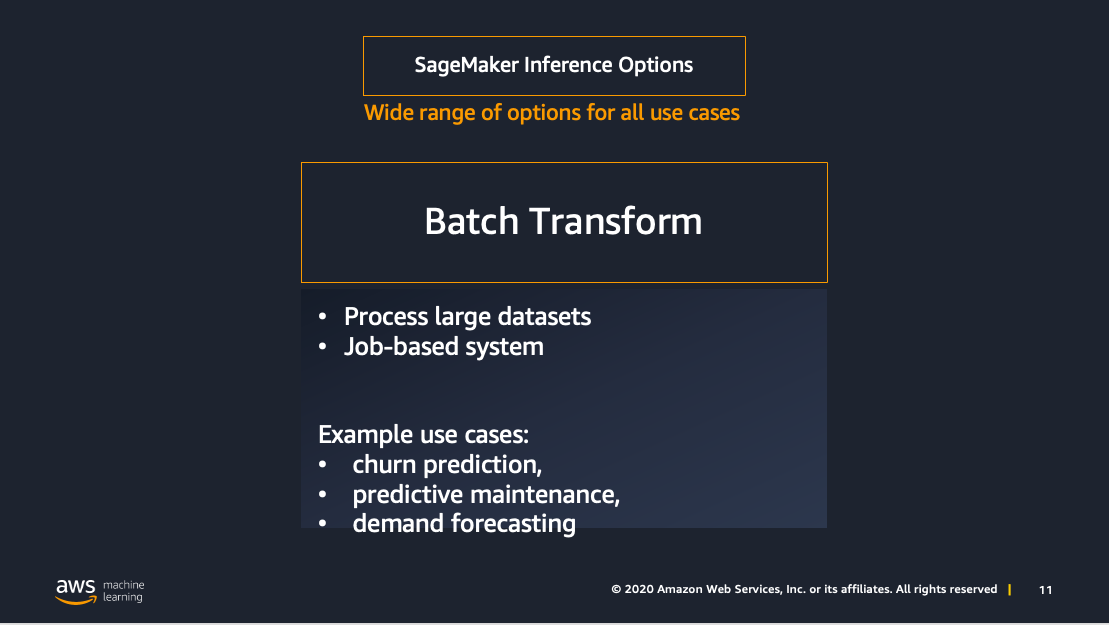 SageMaker Inference Options
Wide range of options for all use cases
Batch Transform
• Process large datasets
• Job-based system
Example use cases:
• churn prediction,
• predictive maintenance,
• demand forecasting
aws machine learning
© 2020 Amazon Web Services, Inc. or its affiliates. All rights reserved | 11